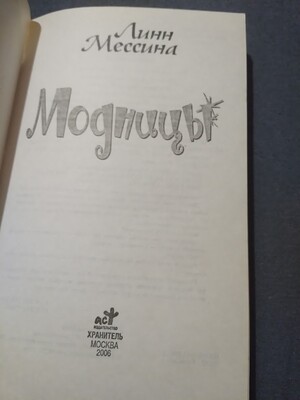 Линн
Мессина
Модницы
аст
издательство
ХРАНИТЕЛЬ
МОСКВА
2006